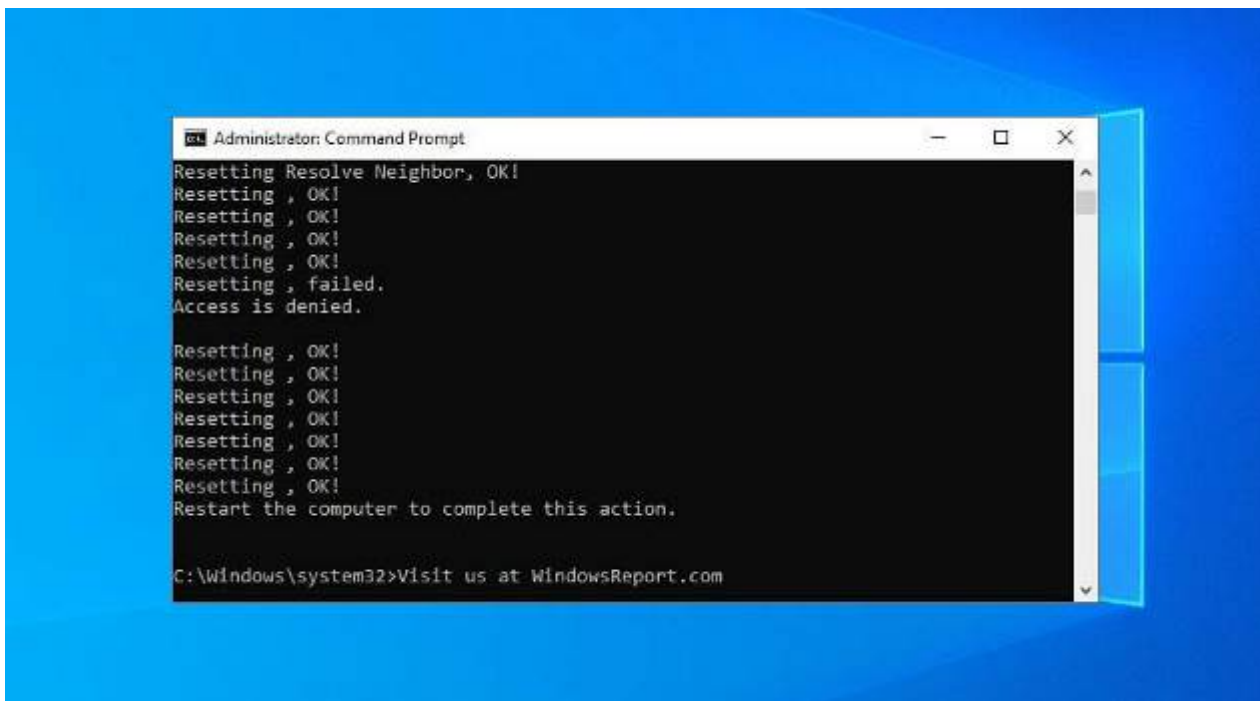 Administrator: Command Prompt
Resetting Resolve Neighbor, OK!
Resetting , OK!
Resetting , OK!
Resetting , OK!
Resetting , OK!
Resetting , failed.
Access is denied.
Resetting , OK!
Resetting , OK!
Resetting , OK!
Resetting , OK!
Resetting , OK!
Resetting , OK!
Resetting , OK!
Restart the computer to complete this action.
C:\Windows\system32>Visit us at WindowsReport.com